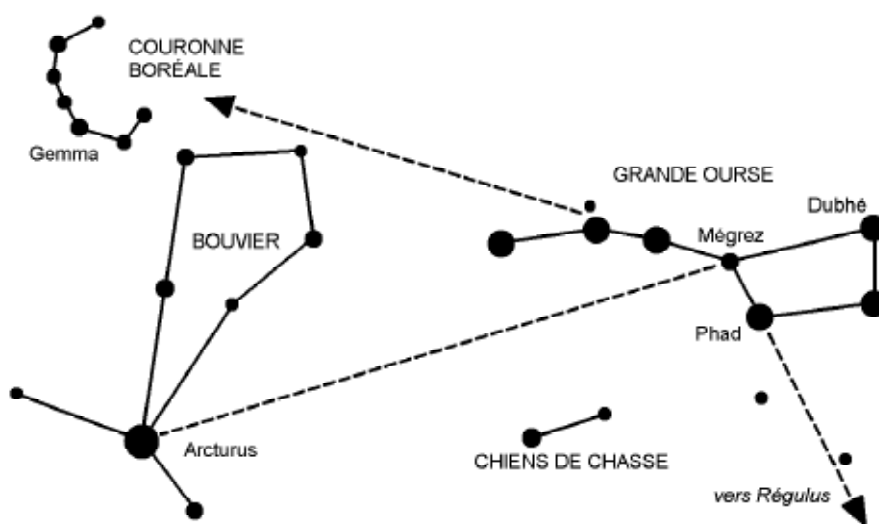 COURONNE
BORÉALE
Gemma
GRANDE OURSE
Dubhé
Mégrez
BOUVIER
Phad
Arcturus
CHIENS DE CHASSE
vers Régulus